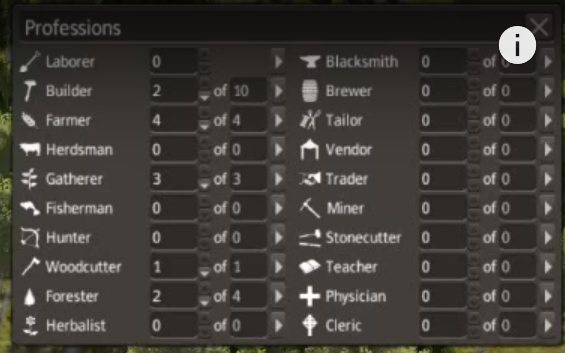 Professions
Laborer 0
Builder 2 of 10
Farmer 4 of 4
Herdsman 0 of 0
Gatherer 3 of 3
Fisherman 0 of 0
Hunter 0 of 0
Woodcutter 1 of 1
Forester 2 of 4
Herbalist 0 of 0
Blacksmith 0 of
Brewer 0 of 0
Tailor 0 of 0
Vendor 0 of 0
Trader 0 of 0
Miner 0 of 0
Stonecutter 0 of 0
Teacher 0 of 0
Physician 0 of 0
Cleric 0 of 0